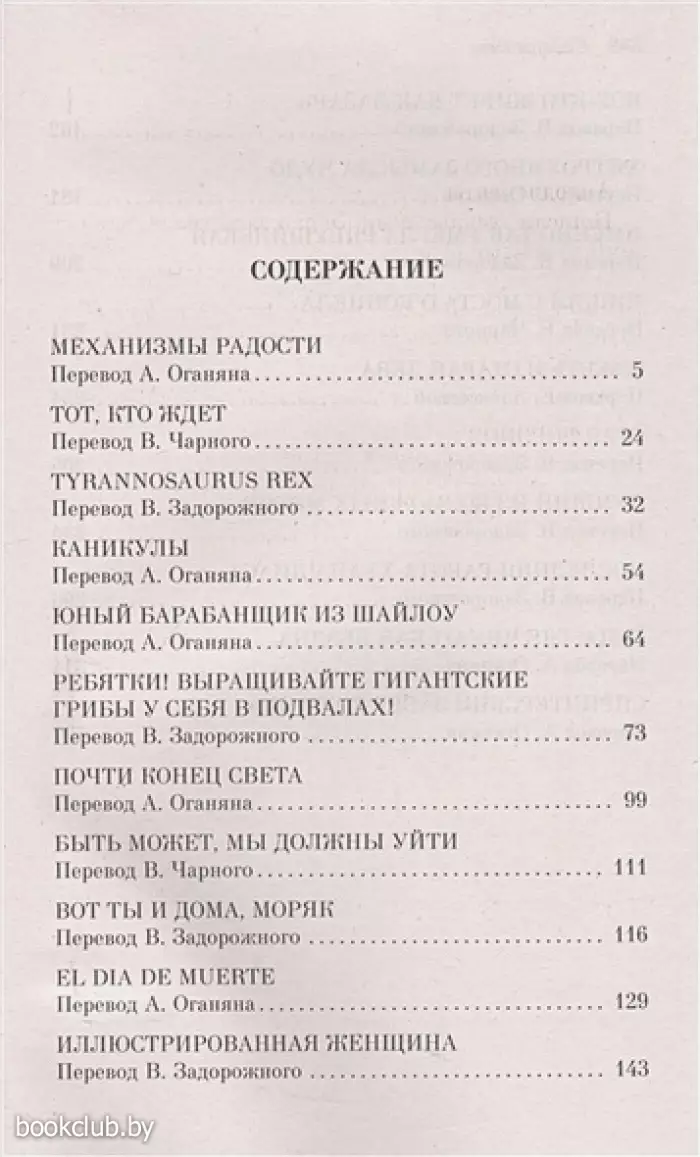 СОДЕРЖАНИЕ
МЕХАНИЗМЫ РАДОСТИ
Перевод А. Оганяна........................................ 5
ТОТ, КТО ЖДЕТ
Перевод В. Чарного........................................ 24
TYRANNOSAURUS REX
Перевод В. Задорожного................................ 32
КАНИКУЛЫ
Перевод А. Оганяна........................................ 54
ЮНЫЙ БАРАБАНЩИК ИЗ ШАЙЛОУ
Перевод А. Оганяна........................................ 64
РЕБЯТКИ! ВЫРАЩИВАЙТЕ ГИГАНТСКИЕ
ГРИБЫ У СЕБЯ В ПОДВАЛАХ!
Перевод В. Задорожного................................ 73
ПОЧТИ КОНЕЦ СВЕТА
Перевод А. Оганяна........................................ 99
БЫТЬ МОЖЕТ, МЫ ДОЛЖНЫ УЙТИ
Перевод В. Чарного........................................ 111
ВОТ ТЫ И ДОМА, МОРЯК
Перевод В. Задорожного................................ 116
EL DIA DE MUERTE
Перевод А. Оганяна........................................ 129
ИЛЛЮСТРИРОВАННАЯ ЖЕНЩИНА
Перевод В. Задорожного................................ 143
bookclub.by